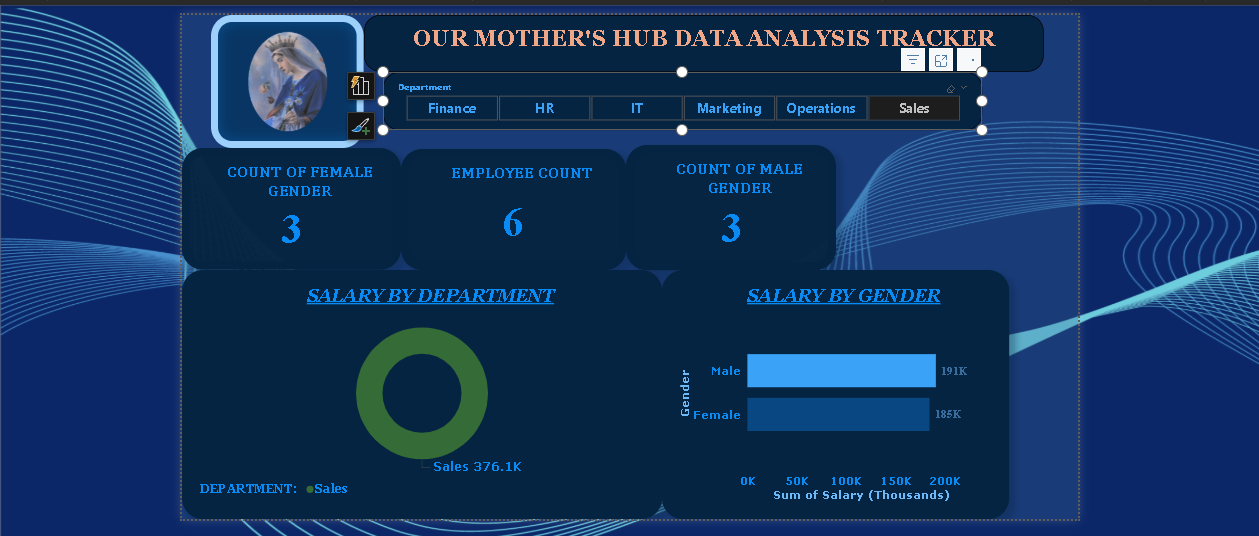 OUR MOTHER'S HUB DATA ANALYSIS TRACKER
Department
Finance HR IT Marketing Operations Sales
COUNT OF FEMALE
GENDER
3
EMPLOYEE COUNT
6
COUNT OF MALE
GENDER
3
SALARY BY DEPARTMENT
Sales 376.1K
DEPARTMENT: Sales
SALARY BY GENDER
Gender
Male 191K
Female 185K
0K 50K 100K 150K 200K
Sum of Salary (Thousands)